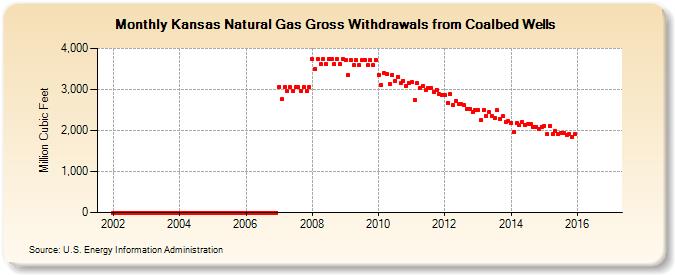 Monthly Kansas Natural Gas Gross Withdrawals from Coalbed Wells
Million Cubic Feet
4,000
3,000
2,000
1,000
0
2002 2004 2006 2008 2010 2012 2014 2016
Source: U.S. Energy Information Administration